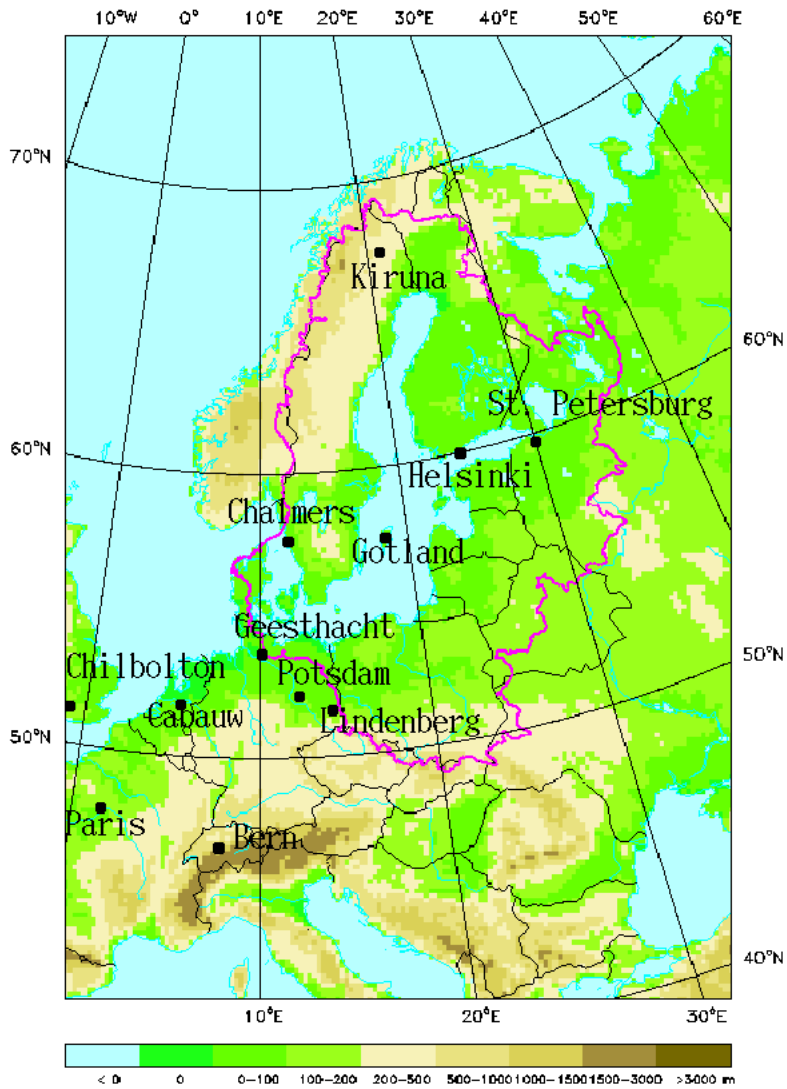 10°W 0° 10°E 20°E 30°E 40°E 50°E 60°E
70°N
Kiruna
60°N
St. Petersburg
60°N
Helsinki
Chalmers
Gotland
Geesthacht
50°N
Chilbolton
Potsdam
Cabauw
Lindenberg
50°N
Paris
Bern
40°N
10°E 20°E 30°E
< 0 0 0-100 100-200 200-500 500-1000 1000-1500 1500-3000 >3000 m